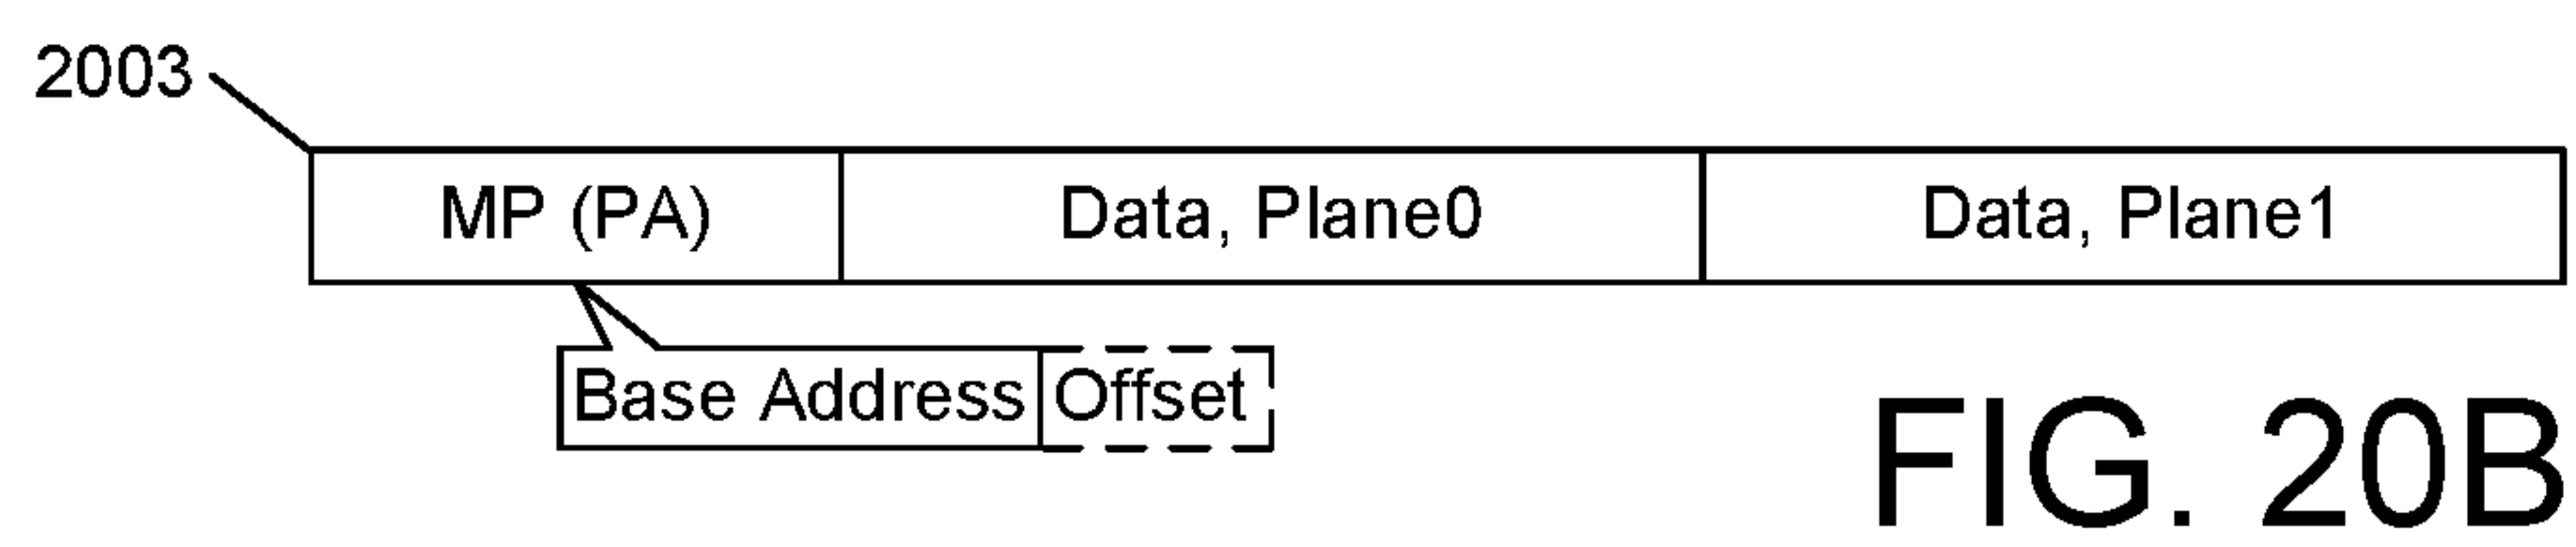 2003
MP (PA) Data, Plane0 Data, Plane1
Base Address Offset
FIG. 20B